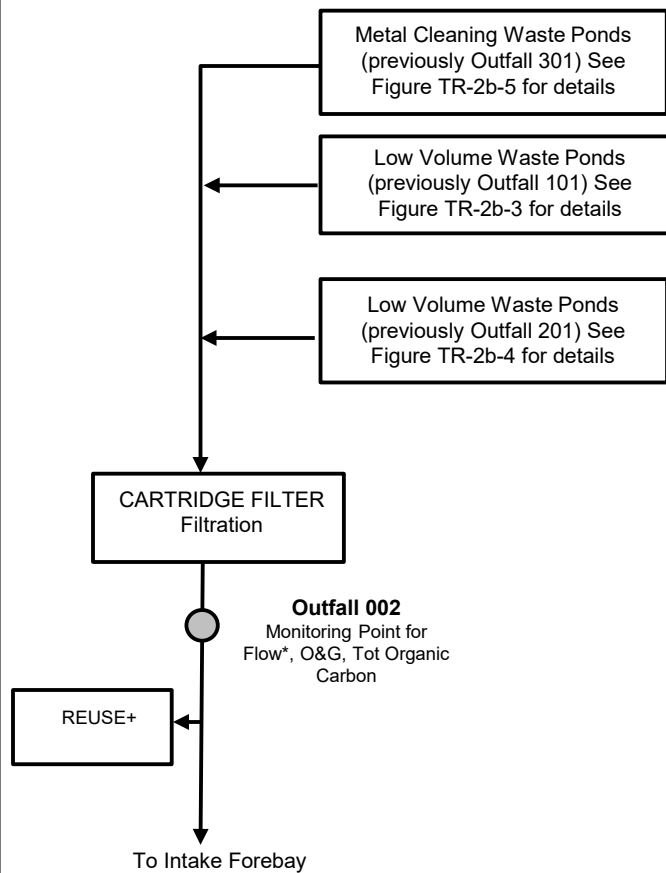 Metal Cleaning Waste Ponds
(previously Outfall 301) See
Figure TR-2b-5 for details
Low Volume Waste Ponds
(previously Outfall 101) See
Figure TR-2b-3 for details
Low Volume Waste Ponds
(previously Outfall 201) See
Figure TR-2b-4 for details
CARTRIDGE FILTER
Filtration
Outfall 002
Monitoring Point for
Flow*, O&G, Tot Organic
Carbon
REUSE+
To Intake Forebay